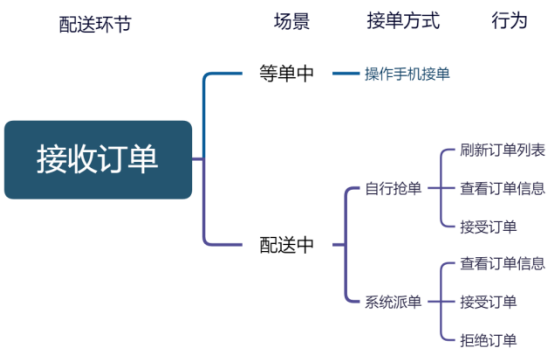 配送环节 场景 接单方式 行为
接收订单
等单中 操作手机接单
配送中
自行抢单
刷新订单列表
查看订单信息
接受订单
系统派单
查看订单信息
接受订单
拒绝订单